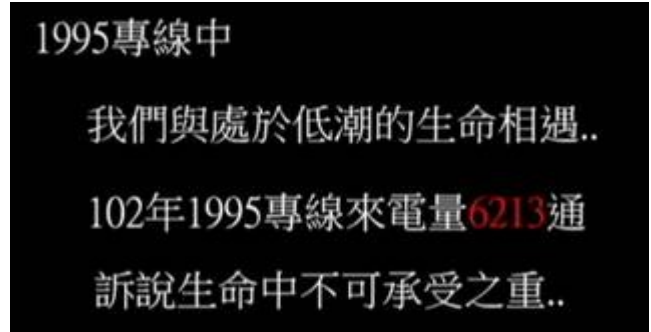 1995專線中
我們與處於低潮的生命相遇..
102年1995專線來電量6213通
訴說生命中不可承受之重..